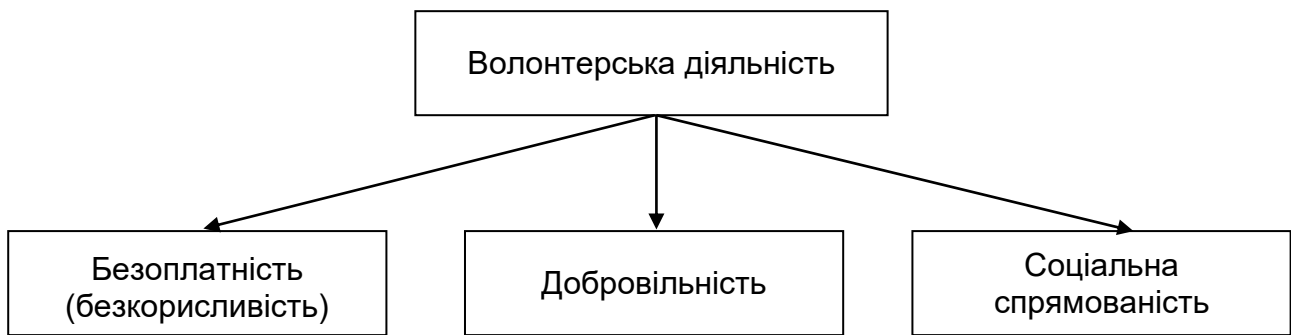 Волонтерська діяльність
Безоплатність
(безкорисливість)
Добровільність
Соціальна
спрямованість